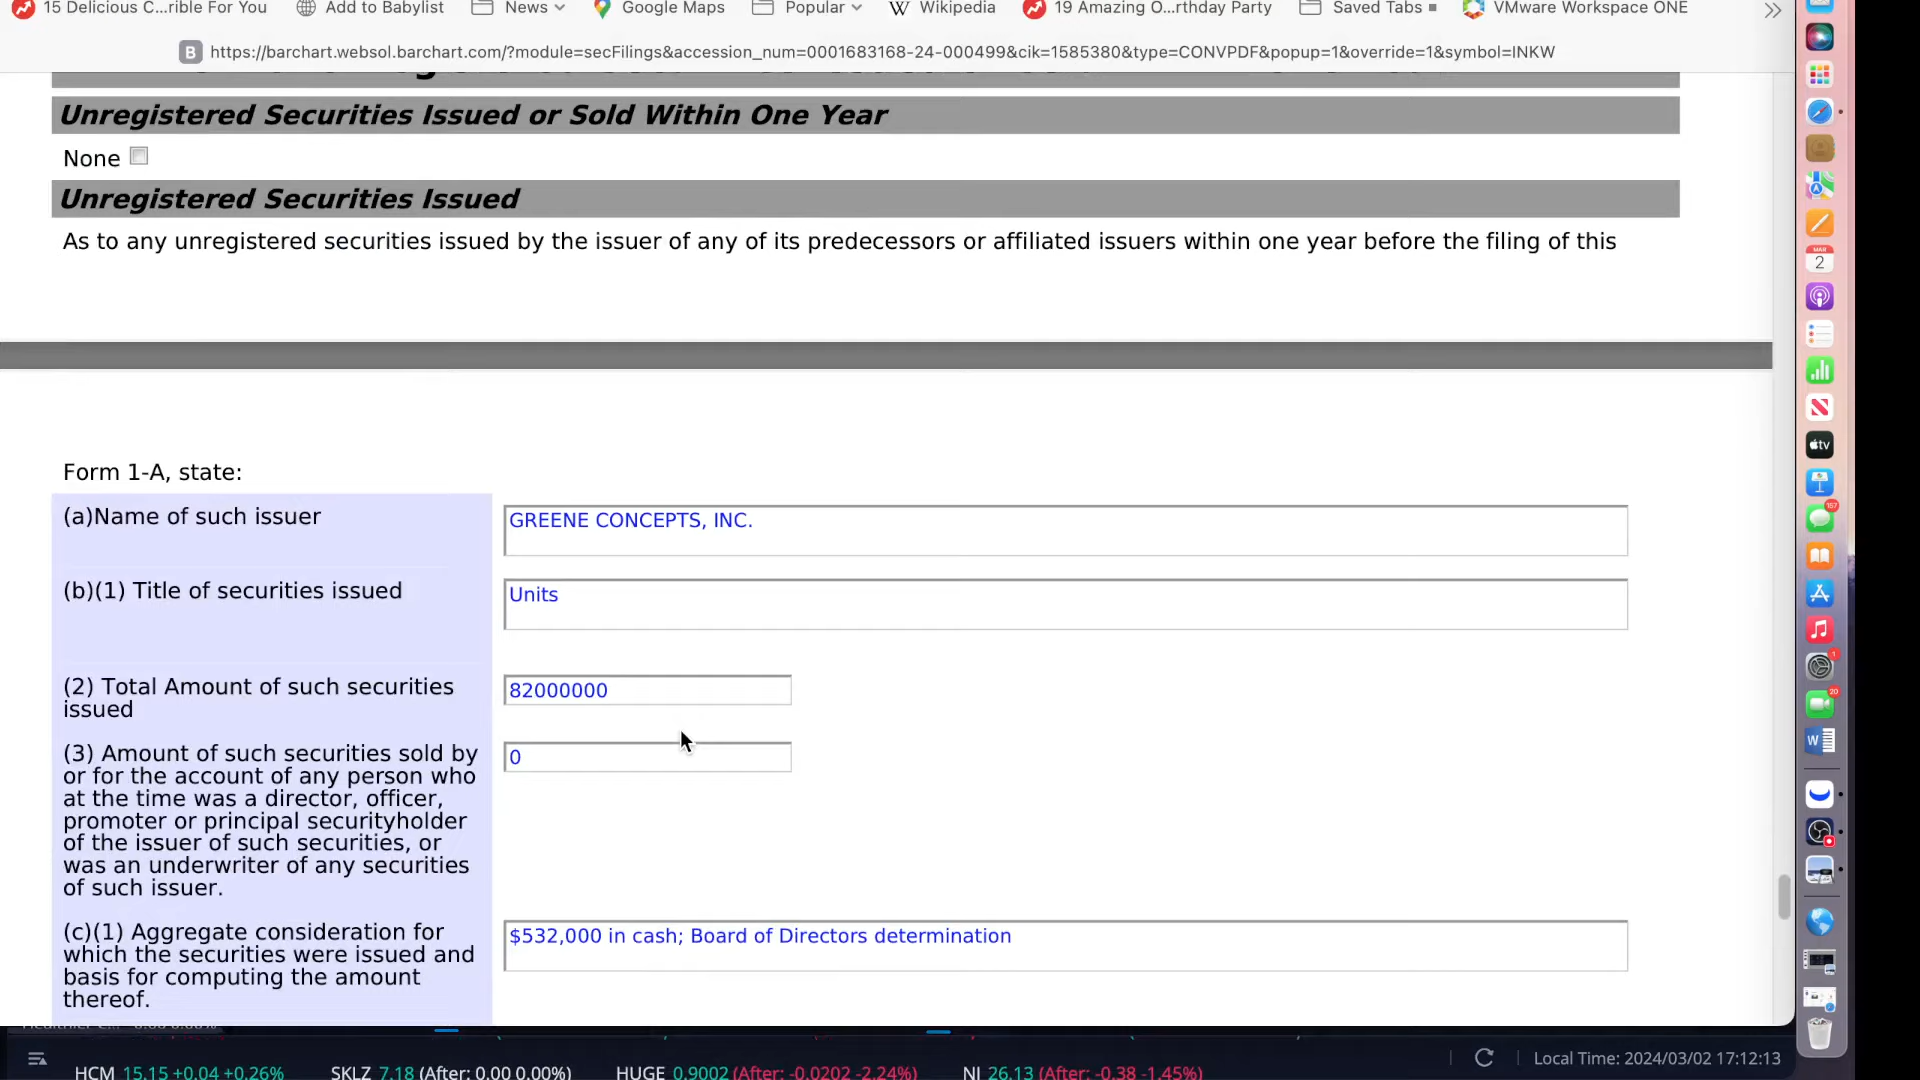 15 Delicious C...rible For You Add to Babylist News Google Maps Popular Wikipedia 19 Amazing O...rthday Party Saved Tabs VMware Workspace ONE
https://barchart.websol.barchart.com/?module=secFilings&accession_num=0001683168-24-000499&cik=1585380&type=CONVPDF&popup=1&override=1&symbol=INKW
Unregistered Securities Issued or Sold Within One Year
None
Unregistered Securities Issued
As to any unregistered securities issued by the issuer of any of its predecessors or affiliated issuers within one year before the filing of this
Form 1-A, state:
(a)Name of such issuer
GREENE CONCEPTS, INC.
(b)(1) Title of securities issued
Units
(2) Total Amount of such securities
issued
82000000
(3) Amount of such securities sold by
or for the account of any person who
at the time was a director, officer,
promoter or principal securityholder
of the issuer of such securities, or
was an underwriter of any securities
of such issuer.
0
(c)(1) Aggregate consideration for
which the securities were issued and
basis for computing the amount
thereof.
$532,000 in cash; Board of Directors determination
HCM 15.15 +0.04 +0.26% SKLZ 7.18 (After: 0.00 0.00%) HUGE 0.9002 (After: -0.0202 -2.24%) NI 26.13 (After: -0.38 -1.45%)
Local Time: 2024/03/02 17:12:13
MAR
2
tv
157
1
20
W